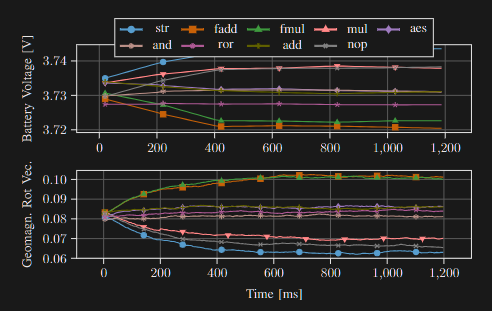 str fadd fmul mul aes
and ror add nop
Battery Voltage [V]
3.74
3.73
3.72
0 200 400 600 800 1,000 1,200
Geomagn. Rot Vec.
0.10
0.09
0.08
0.07
0.06
0 200 400 600 800 1,000 1,200
Time [ms]